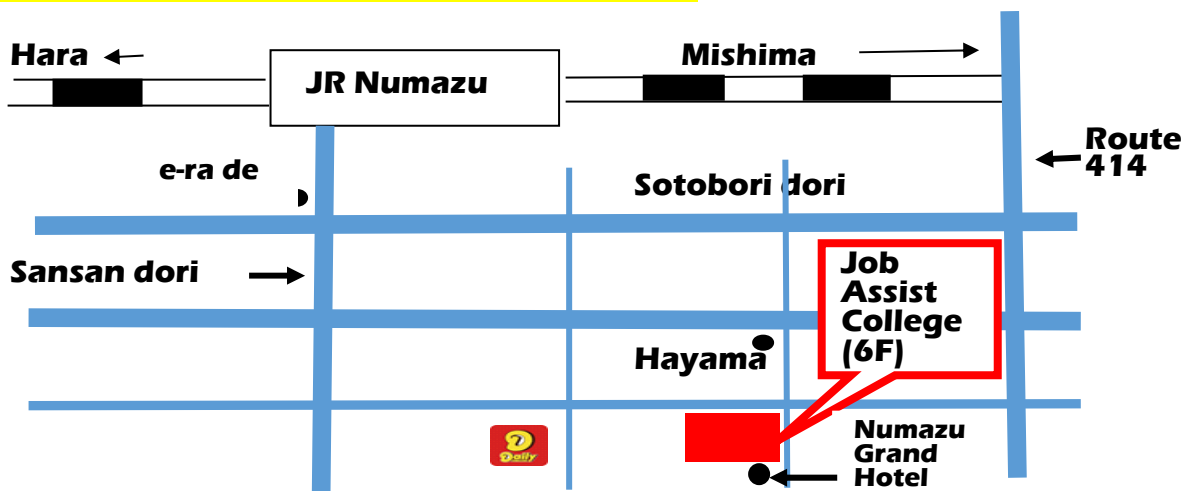 Hara
Mishima
JR Numazu
Route
414
e-ra de
Sotobori dori
Sansan dori
Job
Assist
College
(6F)
Hayama
Daily
Numazu
Grand
Hotel